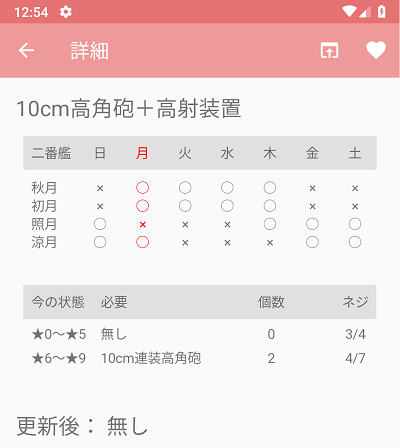 12:54
詳細
10cm高角砲＋高射装置
二番艦 日 月 火 水 木 金 土
秋月 × ○ ○ ○ ○ × ×
初月 × ○ ○ ○ ○ × ×
照月 ○ × × × ○ ○ ○
涼月 ○ ○ × × × ○ ○
今の状態 必要 個数 ネジ
★0～★5 無し 0 3/4
★6～★9 10cm連装高角砲 2 4/7
更新後： 無し